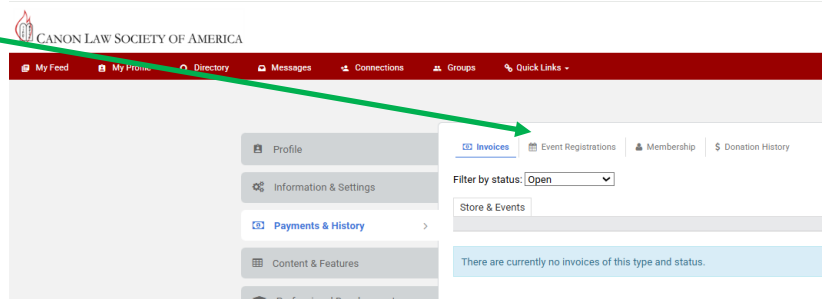 CANON LAW SOCIETY OF AMERICA
My Feed My Profile Directory Messages Connections Groups Quick Links
Profile
Invoices Event Registrations Membership $ Donation History
Information & Settings
Filter by status: Open
Store & Events
Payments & History
Content & Features
There are currently no invoices of this type and status.